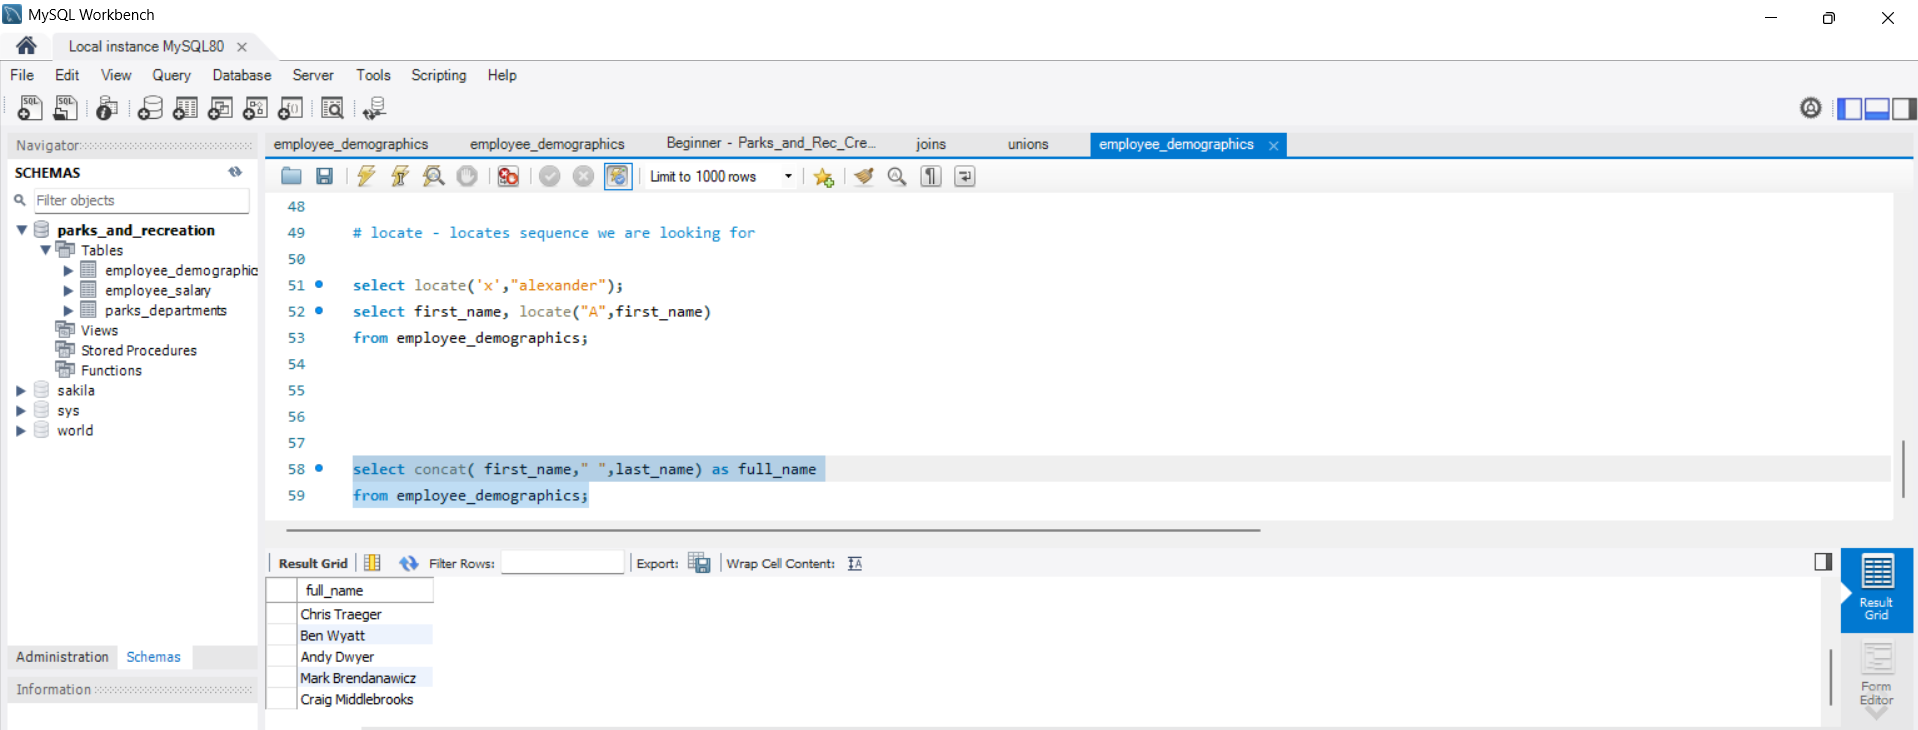 MySQL Workbench
Local instance MySQL80
File Edit View Query Database Server Tools Scripting Help
Navigator
SCHEMAS
Filter objects
parks_and_recreation
Tables
employee_demographic
employee_salary
parks_departments
Views
Stored Procedures
Functions
sakila
sys
world
Administration Schemas
Information
employee_demographics employee_demographics Beginner - Parks_and_Rec_Cre... joins unions employee_demographics
Limit to 1000 rows
48
49 # locate - locates sequence we are looking for
50
51 select locate('x',"alexander");
52 select first_name, locate("A",first_name)
53 from employee_demographics;
54
55
56
57
58 select concat( first_name," ",last_name) as full_name
59 from employee_demographics;
Result Grid Filter Rows: Export: Wrap Cell Content:
full_name
Chris Traeger
Ben Wyatt
Andy Dwyer
Mark Brendanawicz
Craig Middlebrooks
Result
Grid
Form
Editor